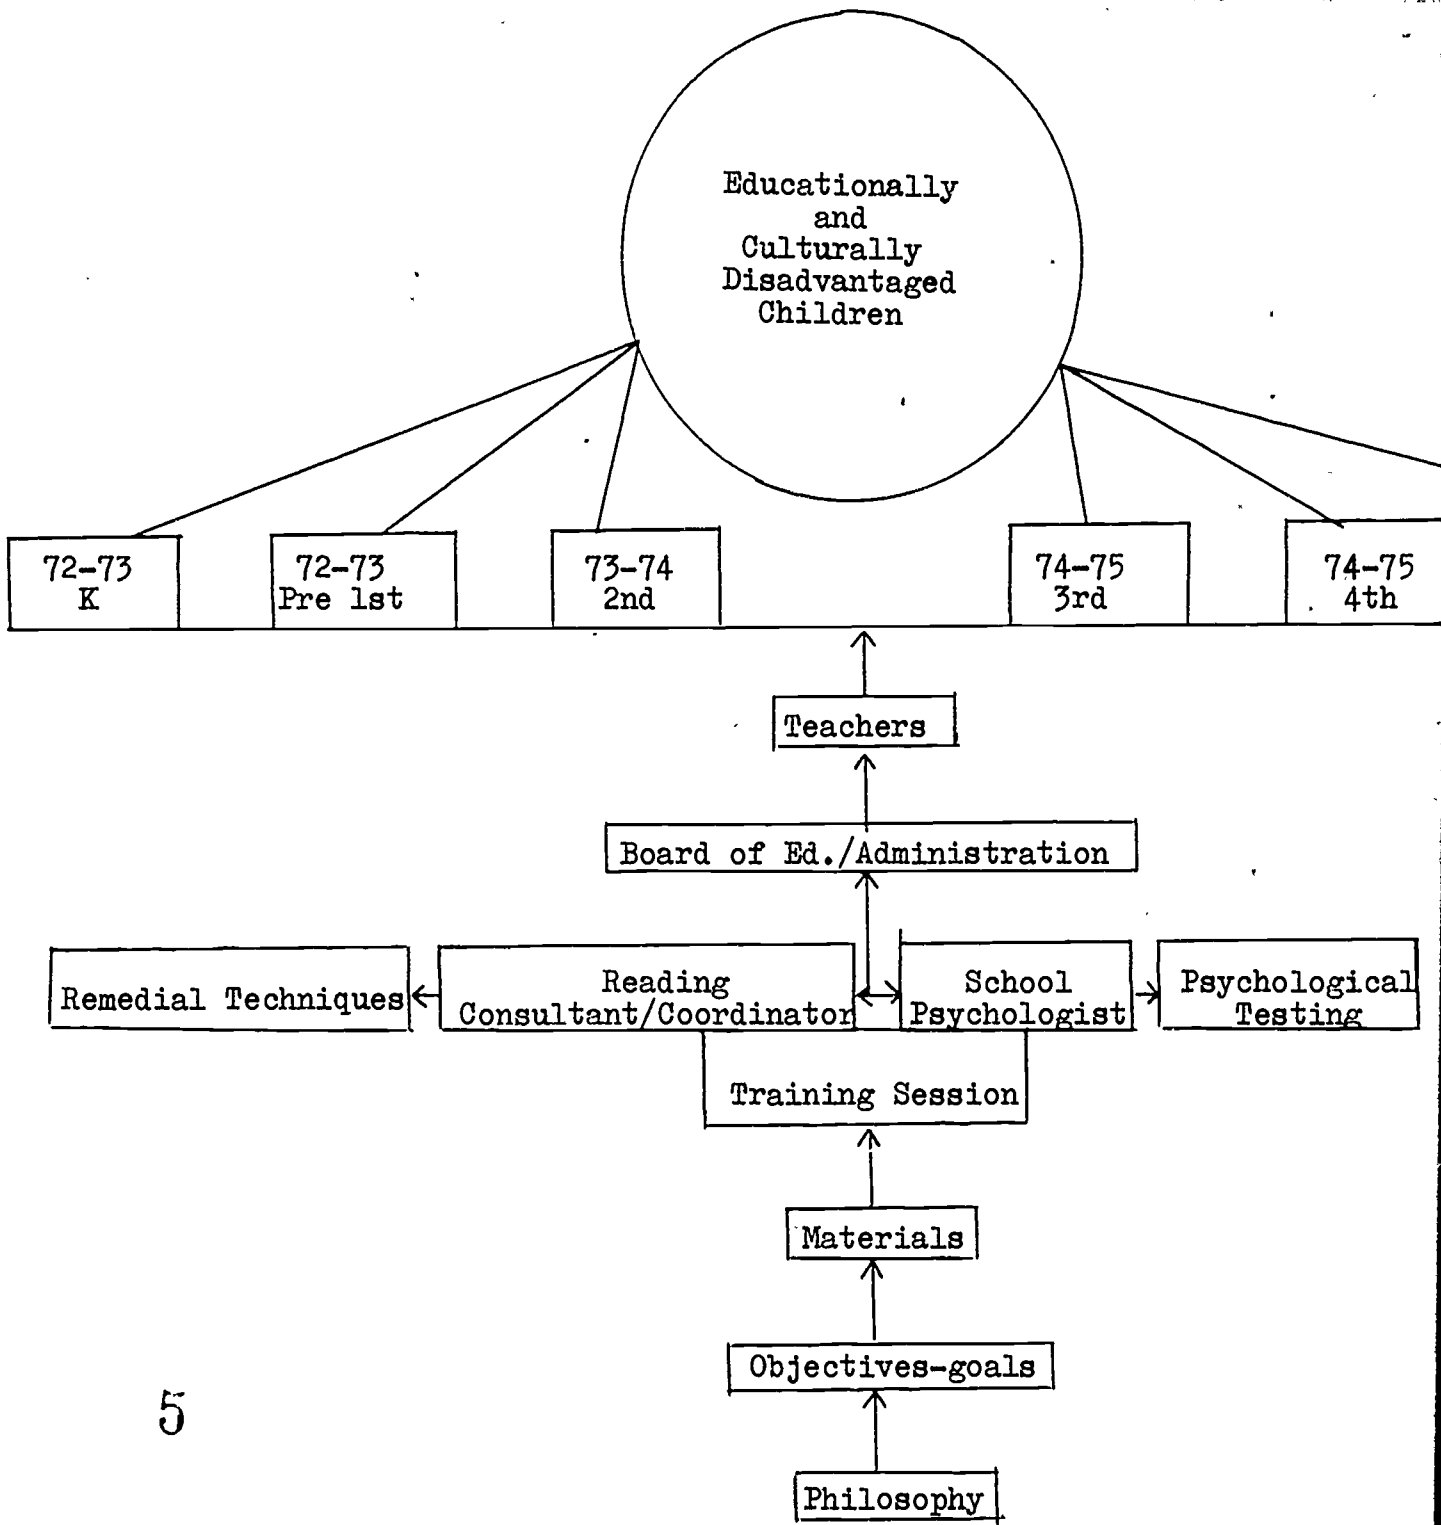 Educationally
and
Culturally
Disadvantaged
Children
72-73
K
72-73
Pre 1st
73-74
2nd
74-75
3rd
74-75
4th
Teachers
Board of Ed./Administration
Remedial Techniques
Reading
Consultant/Coordinator
School
Psychologist
Psychological
Testing
Training Session
Materials
Objectives-goals
Philosophy
5